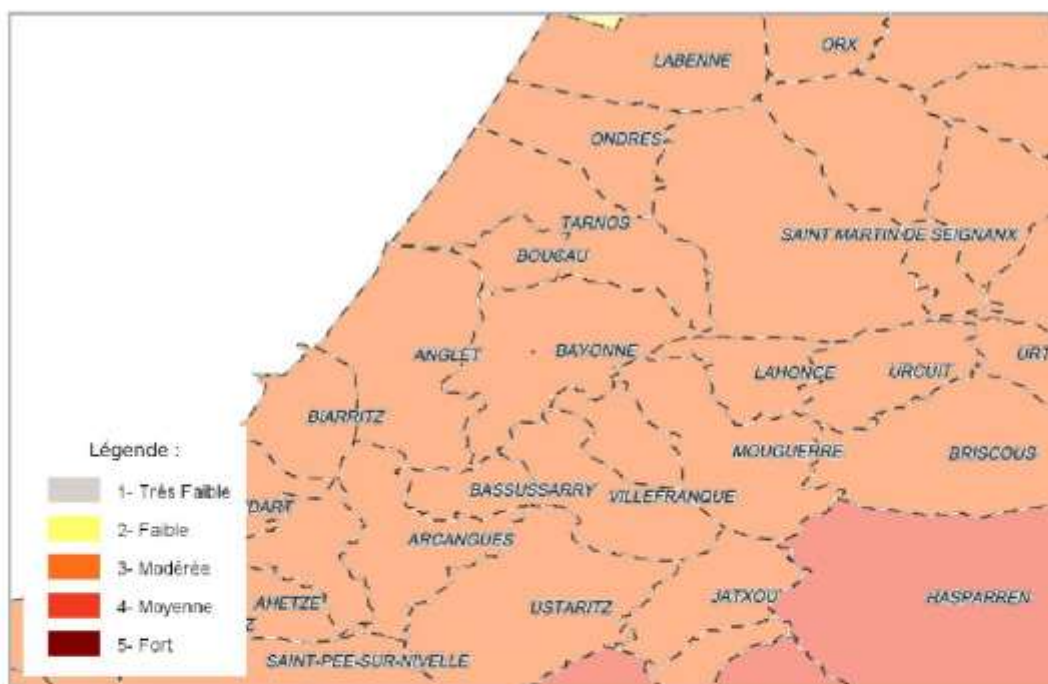 LABENNE
ORX
ONDRES
TARNOS
SAINT MARTIN DE SEIGNANX
BOUCAU
ANGLET
BAYONNE
LAHONCE
URCUIT
URT
BIARRITZ
MOUGUERRE
BRISCOUS
BASSUSSARRY
VILLEFRANQUE
DART
ARCANGUES
AHETZE
Z
USTARITZ
JATXOU
HASPARREN
SAINT-PEE-SUR-NIVELLE
Légende :
1- Très Faible
2- Faible
3- Modérée
4- Moyenne
5- Fort